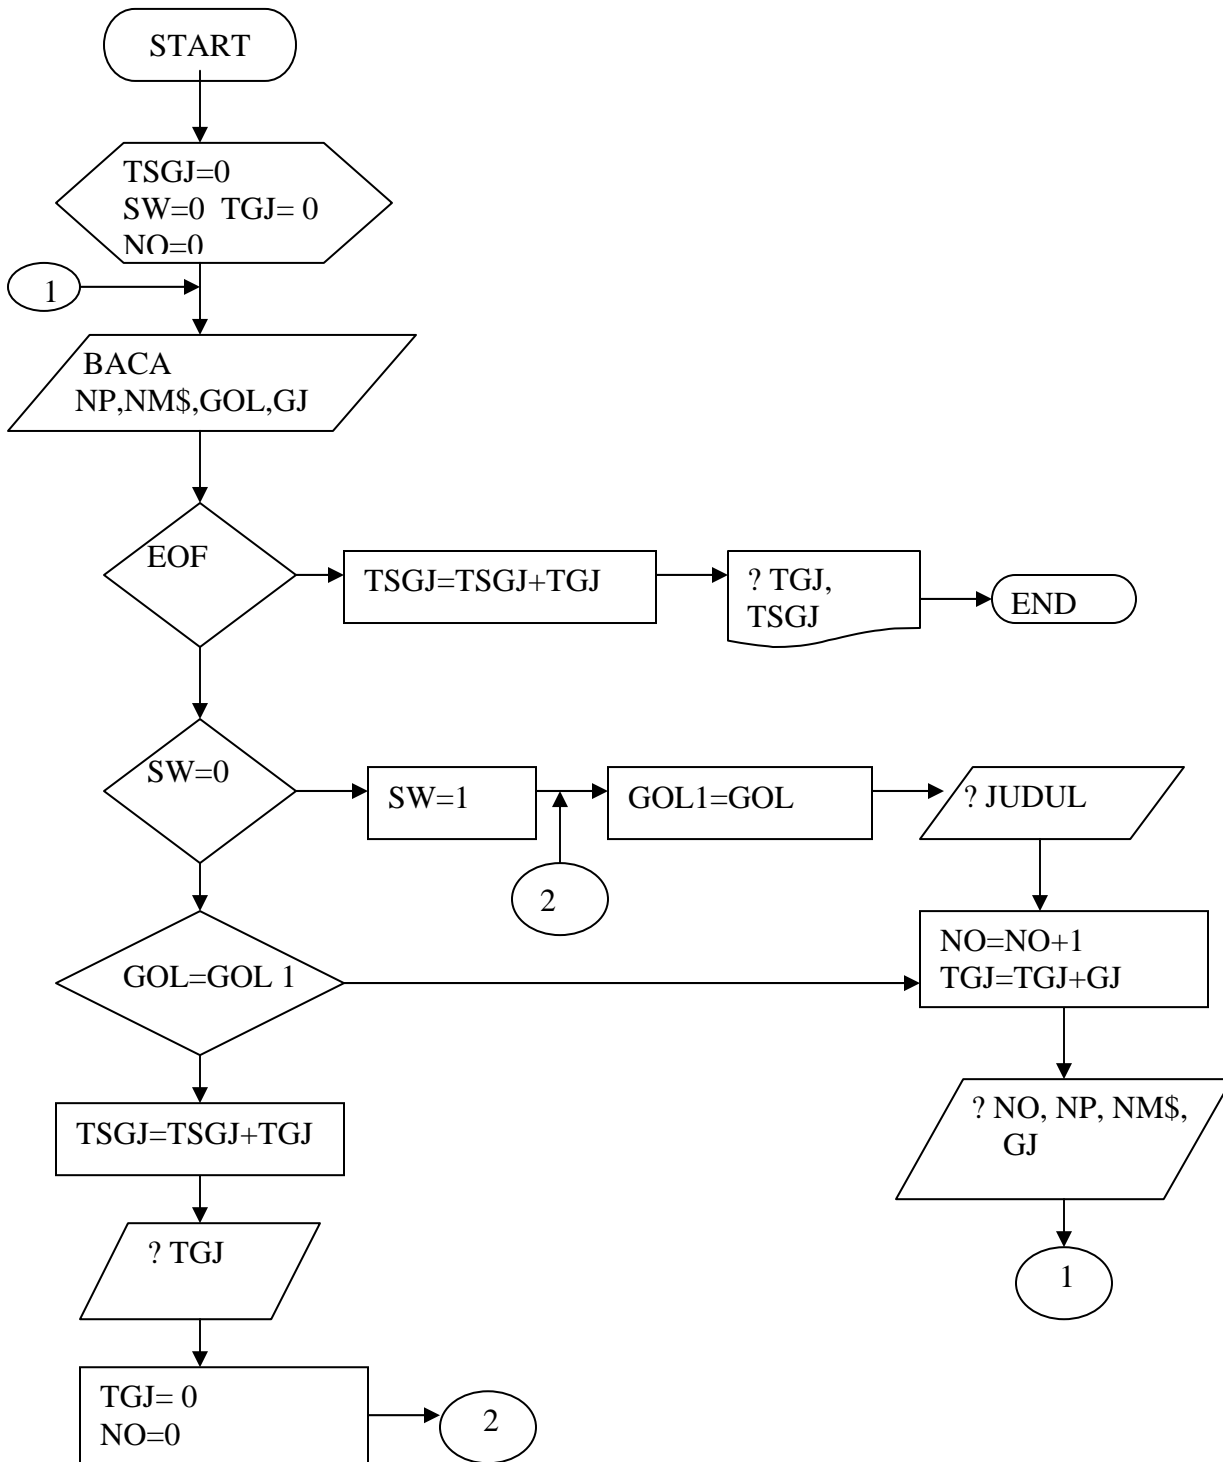 START
TSGJ=0
SW=0 TGJ= 0
NO=0
1
BACA
NP,NM$,GOL,GJ
EOF
TSGJ=TSGJ+TGJ
? TGJ,
TSGJ
END
SW=0
SW=1
GOL1=GOL
? JUDUL
2
GOL=GOL 1
NO=NO+1
TGJ=TGJ+GJ
TSGJ=TSGJ+TGJ
? NO, NP, NM$,
GJ
? TGJ
1
TGJ= 0
NO=0
2